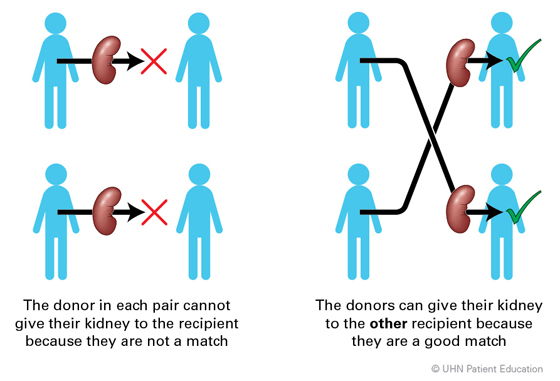 The donor in each pair cannot
give their kidney to the recipient
because they are not a match
The donors can give their kidney
to the other recipient because
they are a good match
© UHN Patient Education